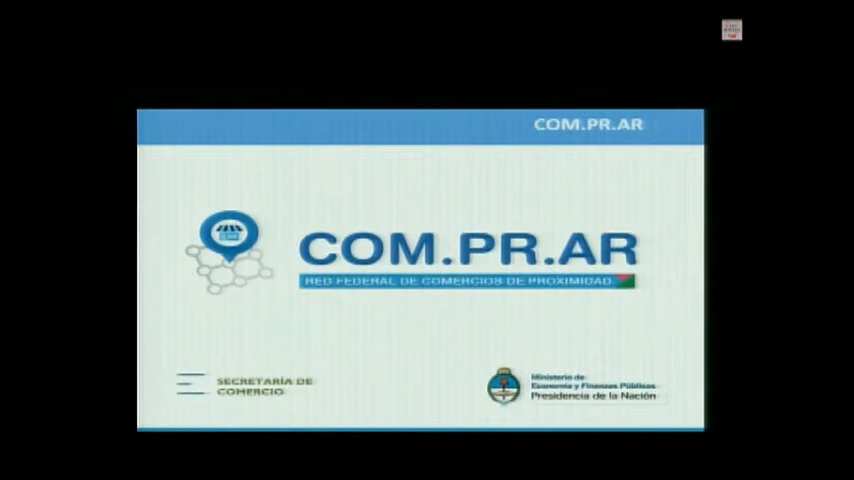 COM.PR.AR
COM.PR.AR
RED FEDERAL DE COMERCIOS DE PROXIMIDAD
SECRETARÍA DE
COMERCIO
Ministerio de
Economía y Finanzas Públicas
Presidencia de la Nación